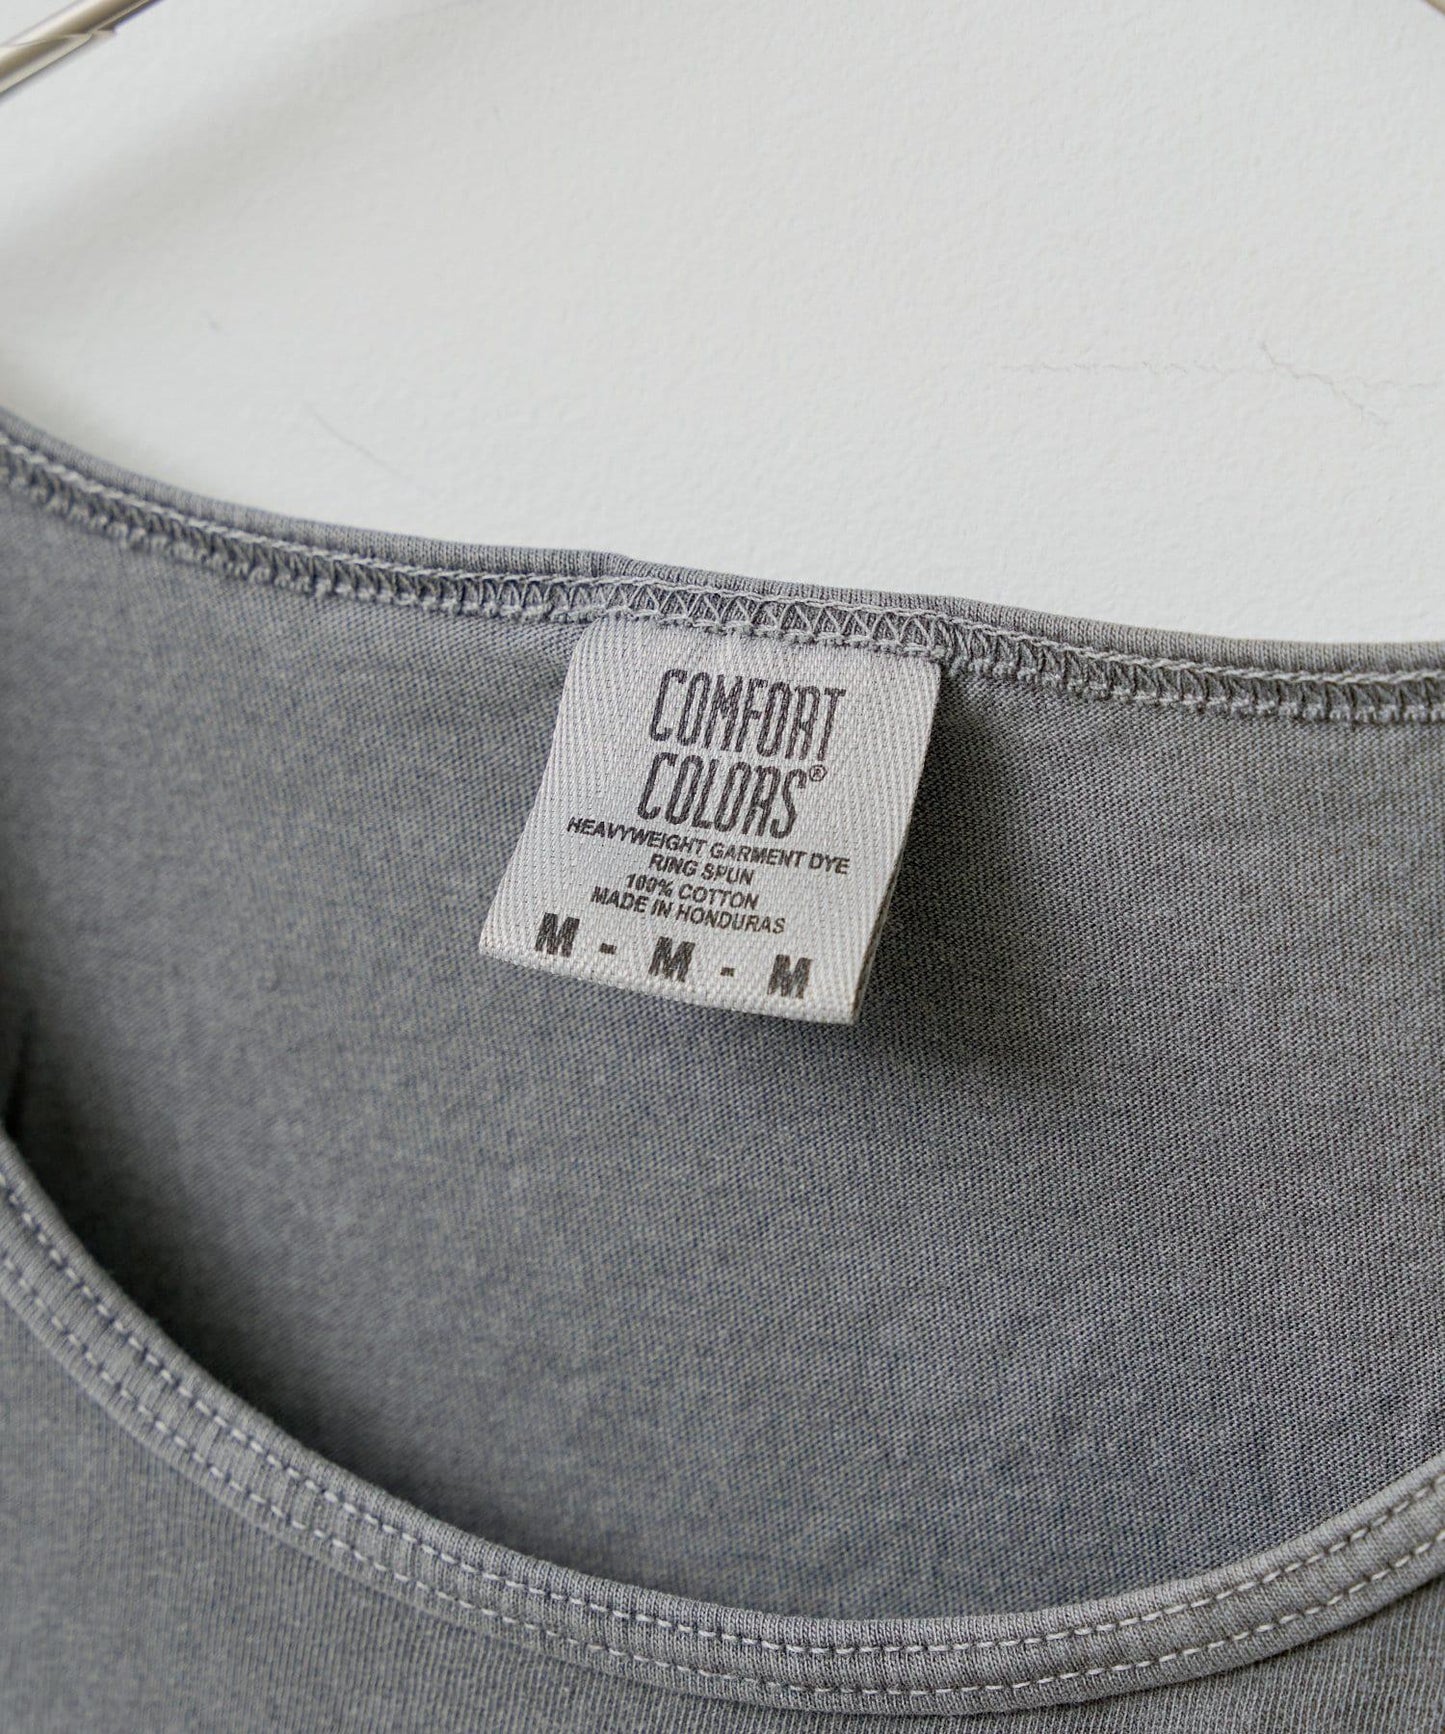 COMFORT
COLORS®
HEAVYWEIGHT GARMENT DYE
RING SPUN
100% COTTON
MADE IN HONDURAS
M - M - M